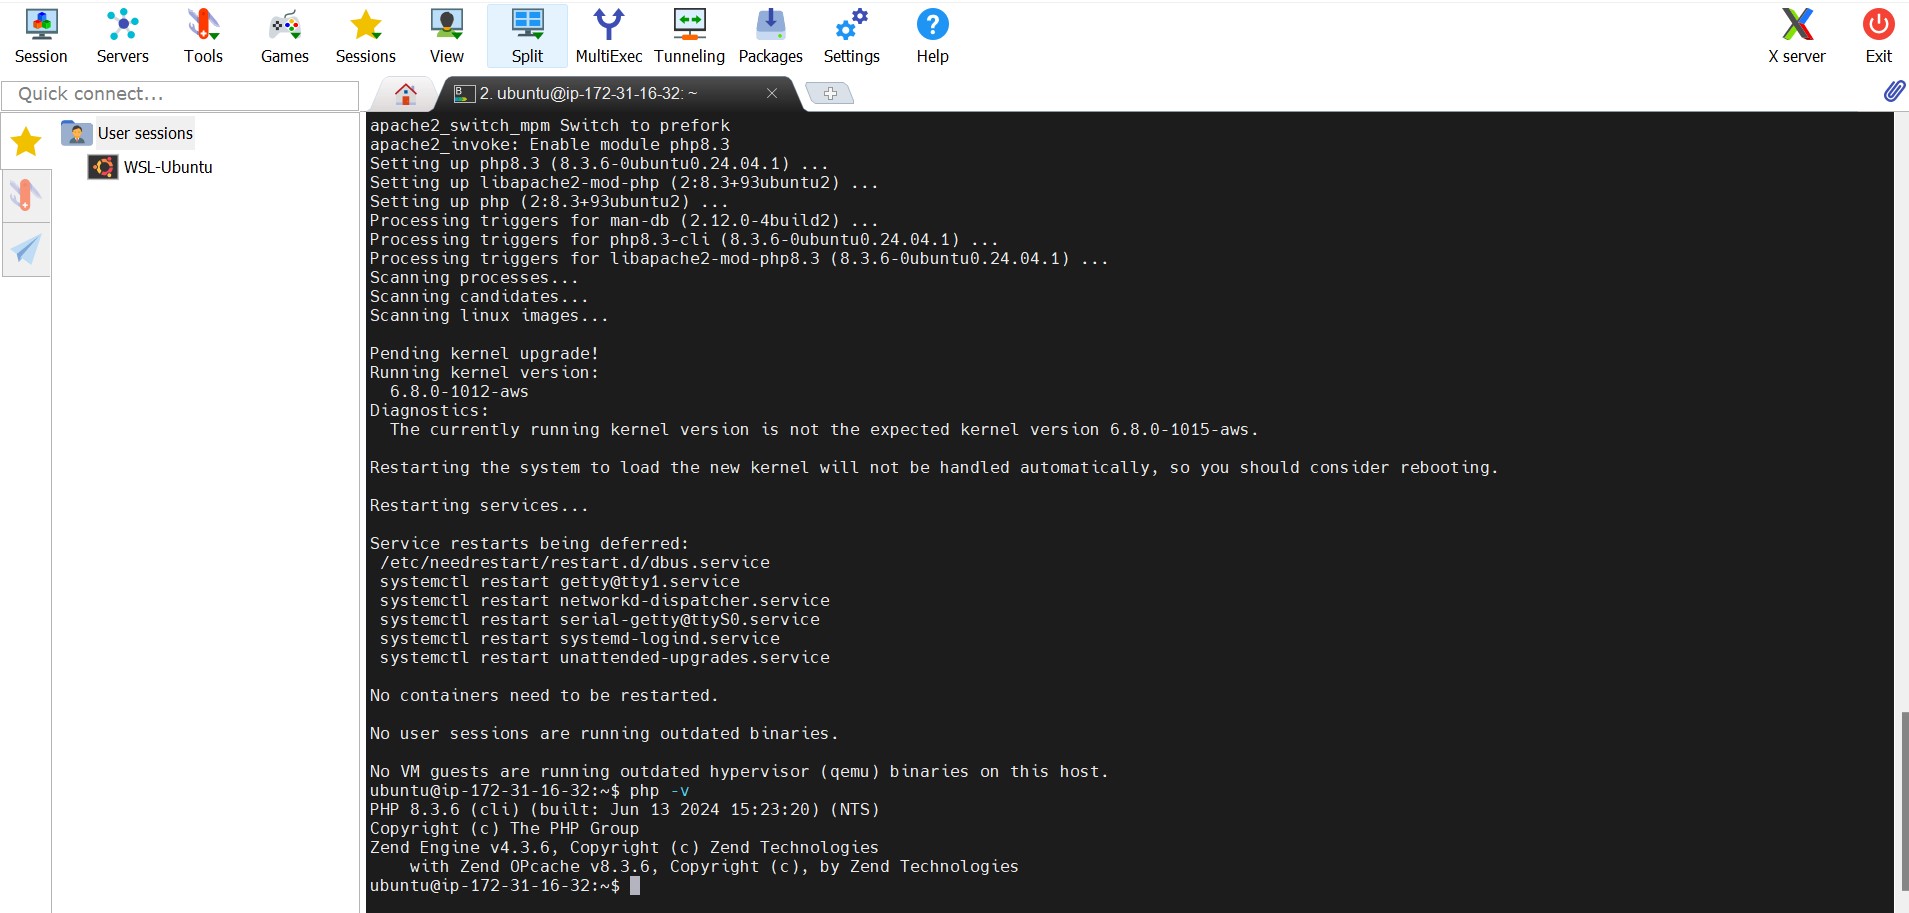 Session Servers Tools Games Sessions View Split MultiExec Tunneling Packages Settings Help X server Exit
Quick connect...
2. ubuntu@ip-172-31-16-32: ~
User sessions
WSL-Ubuntu
apache2_switch_mpm Switch to prefork
apache2_invoke: Enable module php8.3
Setting up php8.3 (8.3.6-0ubuntu0.24.04.1) ...
Setting up libapache2-mod-php (2:8.3+93ubuntu2) ...
Setting up php (2:8.3+93ubuntu2) ...
Processing triggers for man-db (2.12.0-4build2) ...
Processing triggers for php8.3-cli (8.3.6-0ubuntu0.24.04.1) ...
Processing triggers for libapache2-mod-php8.3 (8.3.6-0ubuntu0.24.04.1) ...
Scanning processes...
Scanning candidates...
Scanning linux images...
Pending kernel upgrade!
Running kernel version:
6.8.0-1012-aws
Diagnostics:
The currently running kernel version is not the expected kernel version 6.8.0-1015-aws.
Restarting the system to load the new kernel will not be handled automatically, so you should consider rebooting.
Restarting services...
Service restarts being deferred:
/etc/needrestart/restart.d/dbus.service
systemctl restart getty@tty1.service
systemctl restart networkd-dispatcher.service
systemctl restart serial-getty@ttyS0.service
systemctl restart systemd-logind.service
systemctl restart unattended-upgrades.service
No containers need to be restarted.
No user sessions are running outdated binaries.
No VM guests are running outdated hypervisor (qemu) binaries on this host.
ubuntu@ip-172-31-16-32:~$ php -v
PHP 8.3.6 (cli) (built: Jun 13 2024 15:23:20) (NTS)
Copyright (c) The PHP Group
Zend Engine v4.3.6, Copyright (c) Zend Technologies
with Zend OPcache v8.3.6, Copyright (c), by Zend Technologies
ubuntu@ip-172-31-16-32:~$